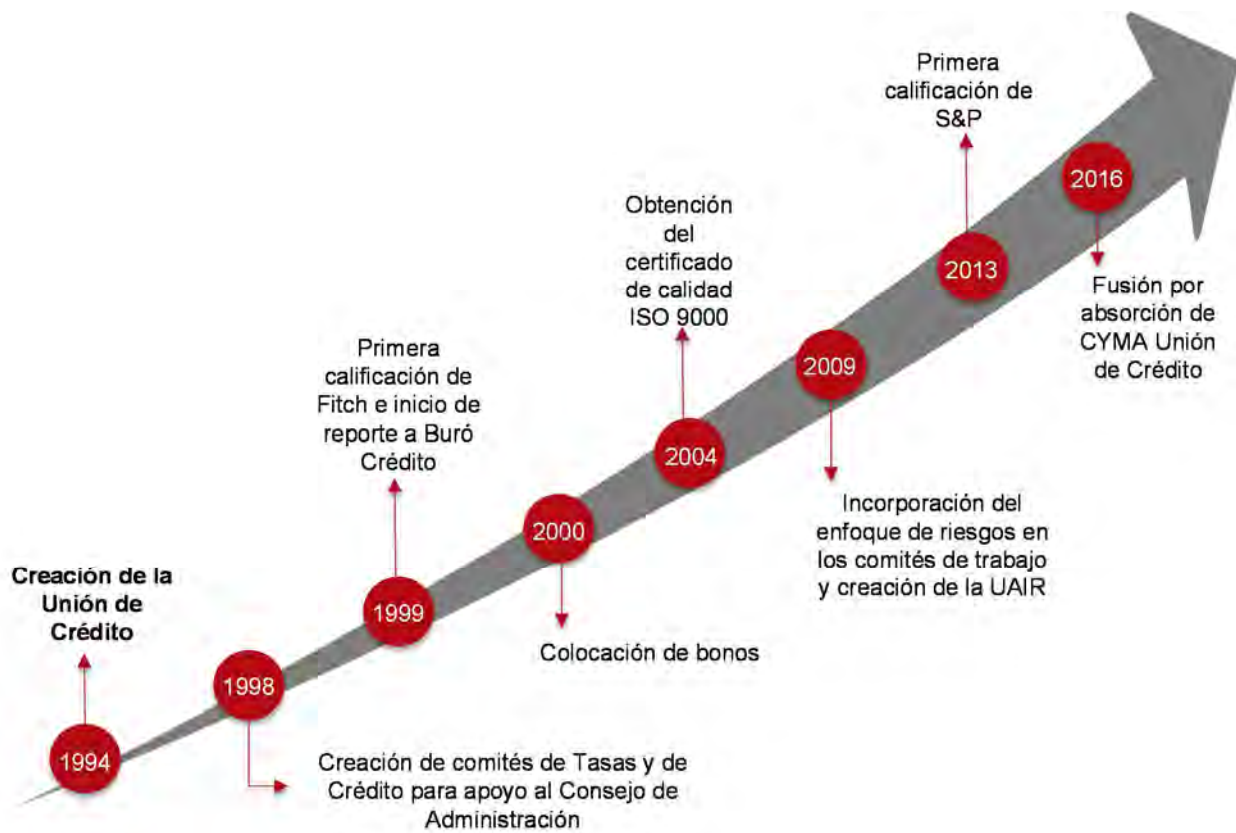 Creación de la
Unión de
Crédito
1994
1998
Creación de comités de Tasas y de
Crédito para apoyo al Consejo de
Administración
Primera
calificación de
Fitch e inicio de
reporte a Buró
Crédito
1999
2000
Colocación de bonos
Obtención
del
certificado
de calidad
ISO 9000
2004
2009
Incorporación del
enfoque de riesgos en
los comités de trabajo
y creación de la UAIR
Primera
calificación de
S&P
2013
2016
Fusión por
absorción de
CYMA Unión
de Crédito